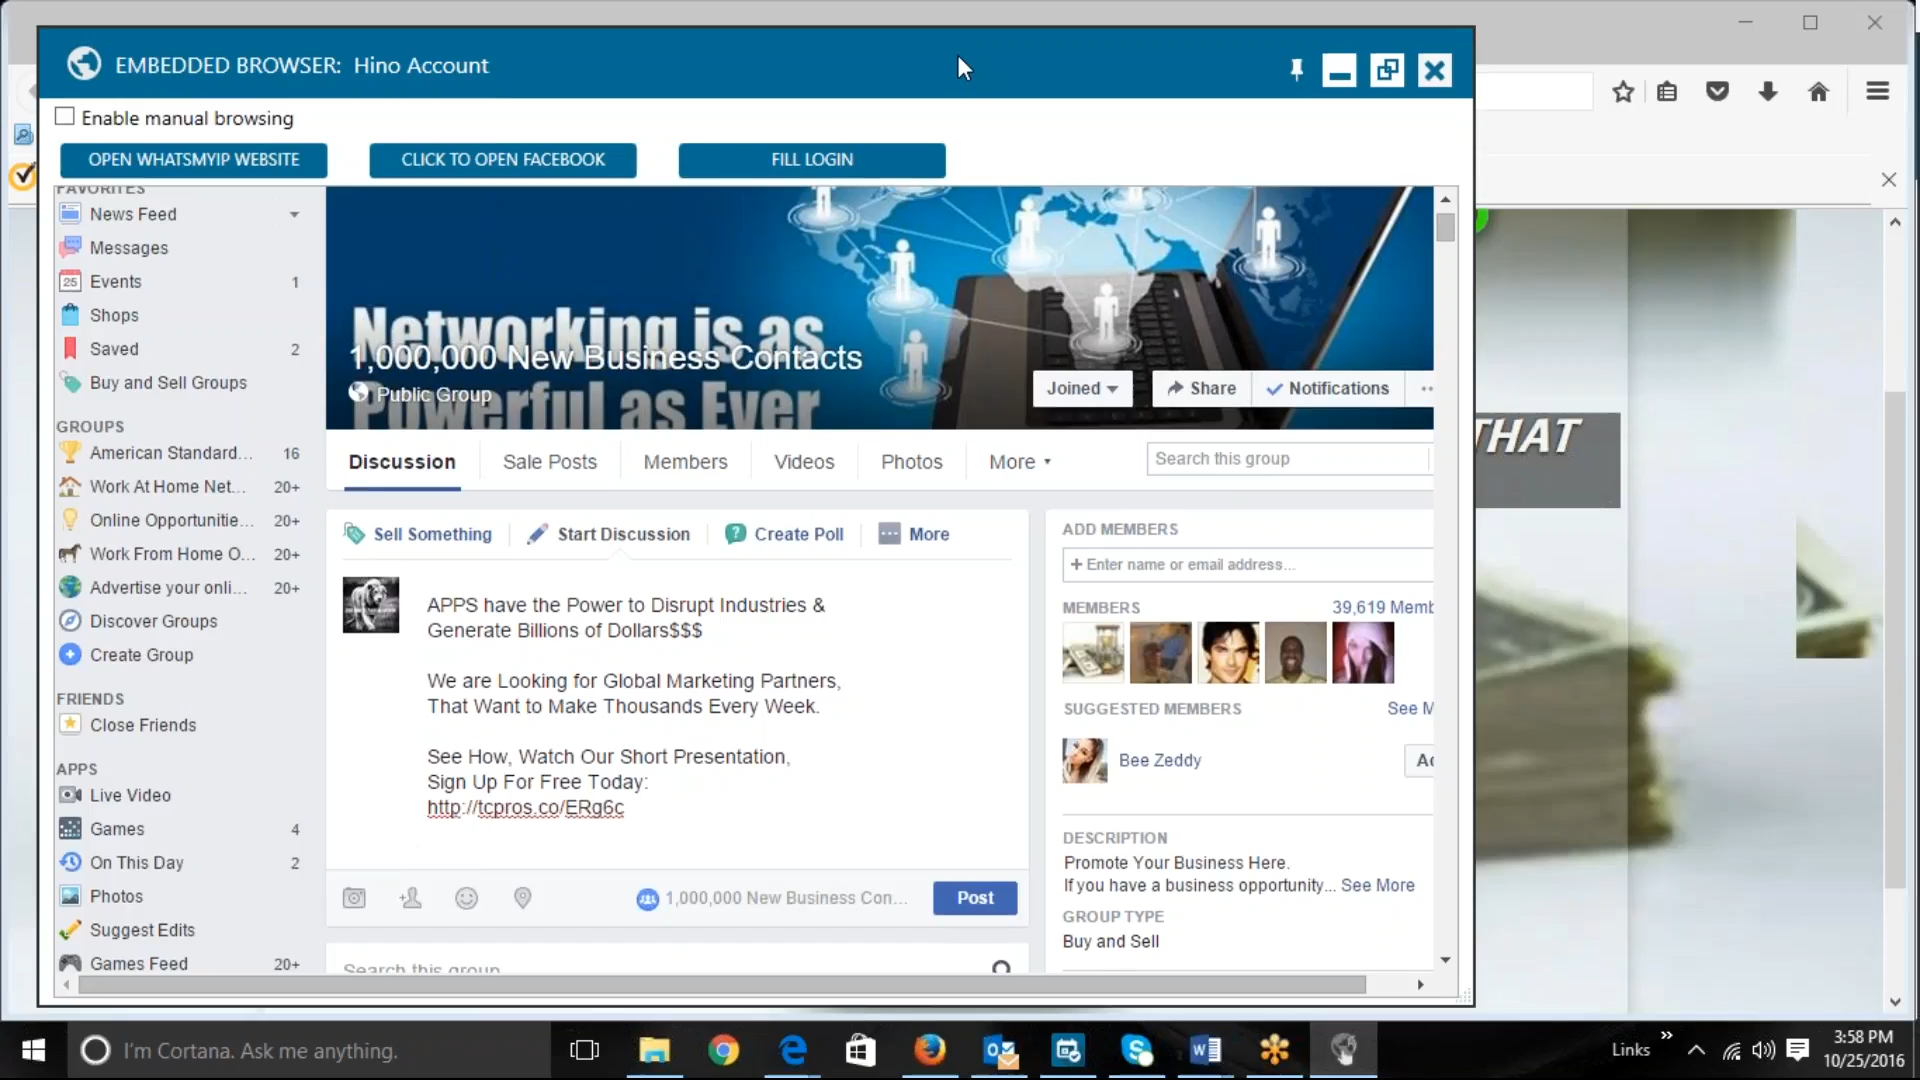 EMBEDDED BROWSER: Hino Account
Enable manual browsing
OPEN WHATSMYIP WEBSITE
CLICK TO OPEN FACEBOOK
FILL LOGIN
FAVORITES
News Feed
Messages
25
Events 1
Shops
Saved 2
Buy and Sell Groups
GROUPS
American Standard... 16
Work At Home Net... 20+
Online Opportunitie... 20+
Work From Home O... 20+
Advertise your onli... 20+
Discover Groups
Create Group
FRIENDS
Close Friends
APPS
Live Video
Games 4
On This Day 2
Photos
Suggest Edits
Games Feed 20+
Networking is as
Powerful as Ever
1,000,000 New Business Contacts
Public Group
Joined
Share
Notifications
Discussion
Sale Posts
Members
Videos
Photos
More
Search this group
Sell Something
Start Discussion
Create Poll
More
APPS have the Power to Disrupt Industries &
Generate Billions of Dollars$$$
We are Looking for Global Marketing Partners,
That Want to Make Thousands Every Week.
See How, Watch Our Short Presentation,
Sign Up For Free Today:
http://tcpros.co/ERg6c
1,000,000 New Business Con...
Post
Search this group
ADD MEMBERS
+ Enter name or email address...
MEMBERS 39,619 Memb
SUGGESTED MEMBERS See M
Bee Zeddy
DESCRIPTION
Promote Your Business Here.
If you have a business opportunity... See More
GROUP TYPE
Buy and Sell
THAT
I'm Cortana. Ask me anything.
Links
3:58 PM
10/25/2016